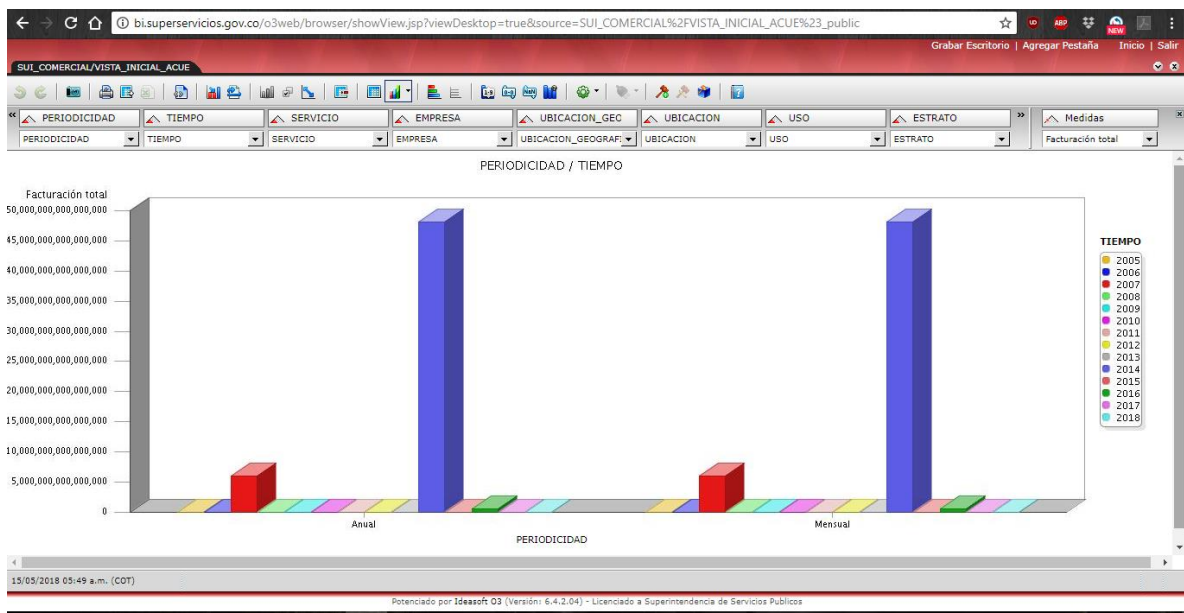 bi.superservicios.gov.co/o3web/browser/showView.jsp?viewDesktop=true&source=SUI_COMERCIAL%2FVISTA_INICIAL_ACUE%23_public
UD ABP NEW
Grabar Escritorio | Agregar Pestaña Inicio | Salir
SUI_COMERCIAL/VISTA_INICIAL_ACUE
PERIODICIDAD TIEMPO SERVICIO EMPRESA UBICACION_GEO UBICACION USO ESTRATO Medidas
PERIODICIDAD TIEMPO SERVICIO EMPRESA UBICACION_GEOGRAF: UBICACION USO ESTRATO Facturación total
PERIODICIDAD / TIEMPO
Facturación total
50,000,000,000,000,000
45,000,000,000,000,000
40,000,000,000,000,000
35,000,000,000,000,000
30,000,000,000,000,000
25,000,000,000,000,000
20,000,000,000,000,000
15,000,000,000,000,000
10,000,000,000,000,000
5,000,000,000,000,000
0
Anual Mensual
PERIODICIDAD
TIEMPO
2005
2006
2007
2008
2009
2010
2011
2012
2013
2014
2015
2016
2017
2018
15/05/2018 05:49 a.m. (COT)
Potenciado por Ideasoft O3 (Versión: 6.4.2.04) - Licenciado a Superintendencia de Servicios Publicos